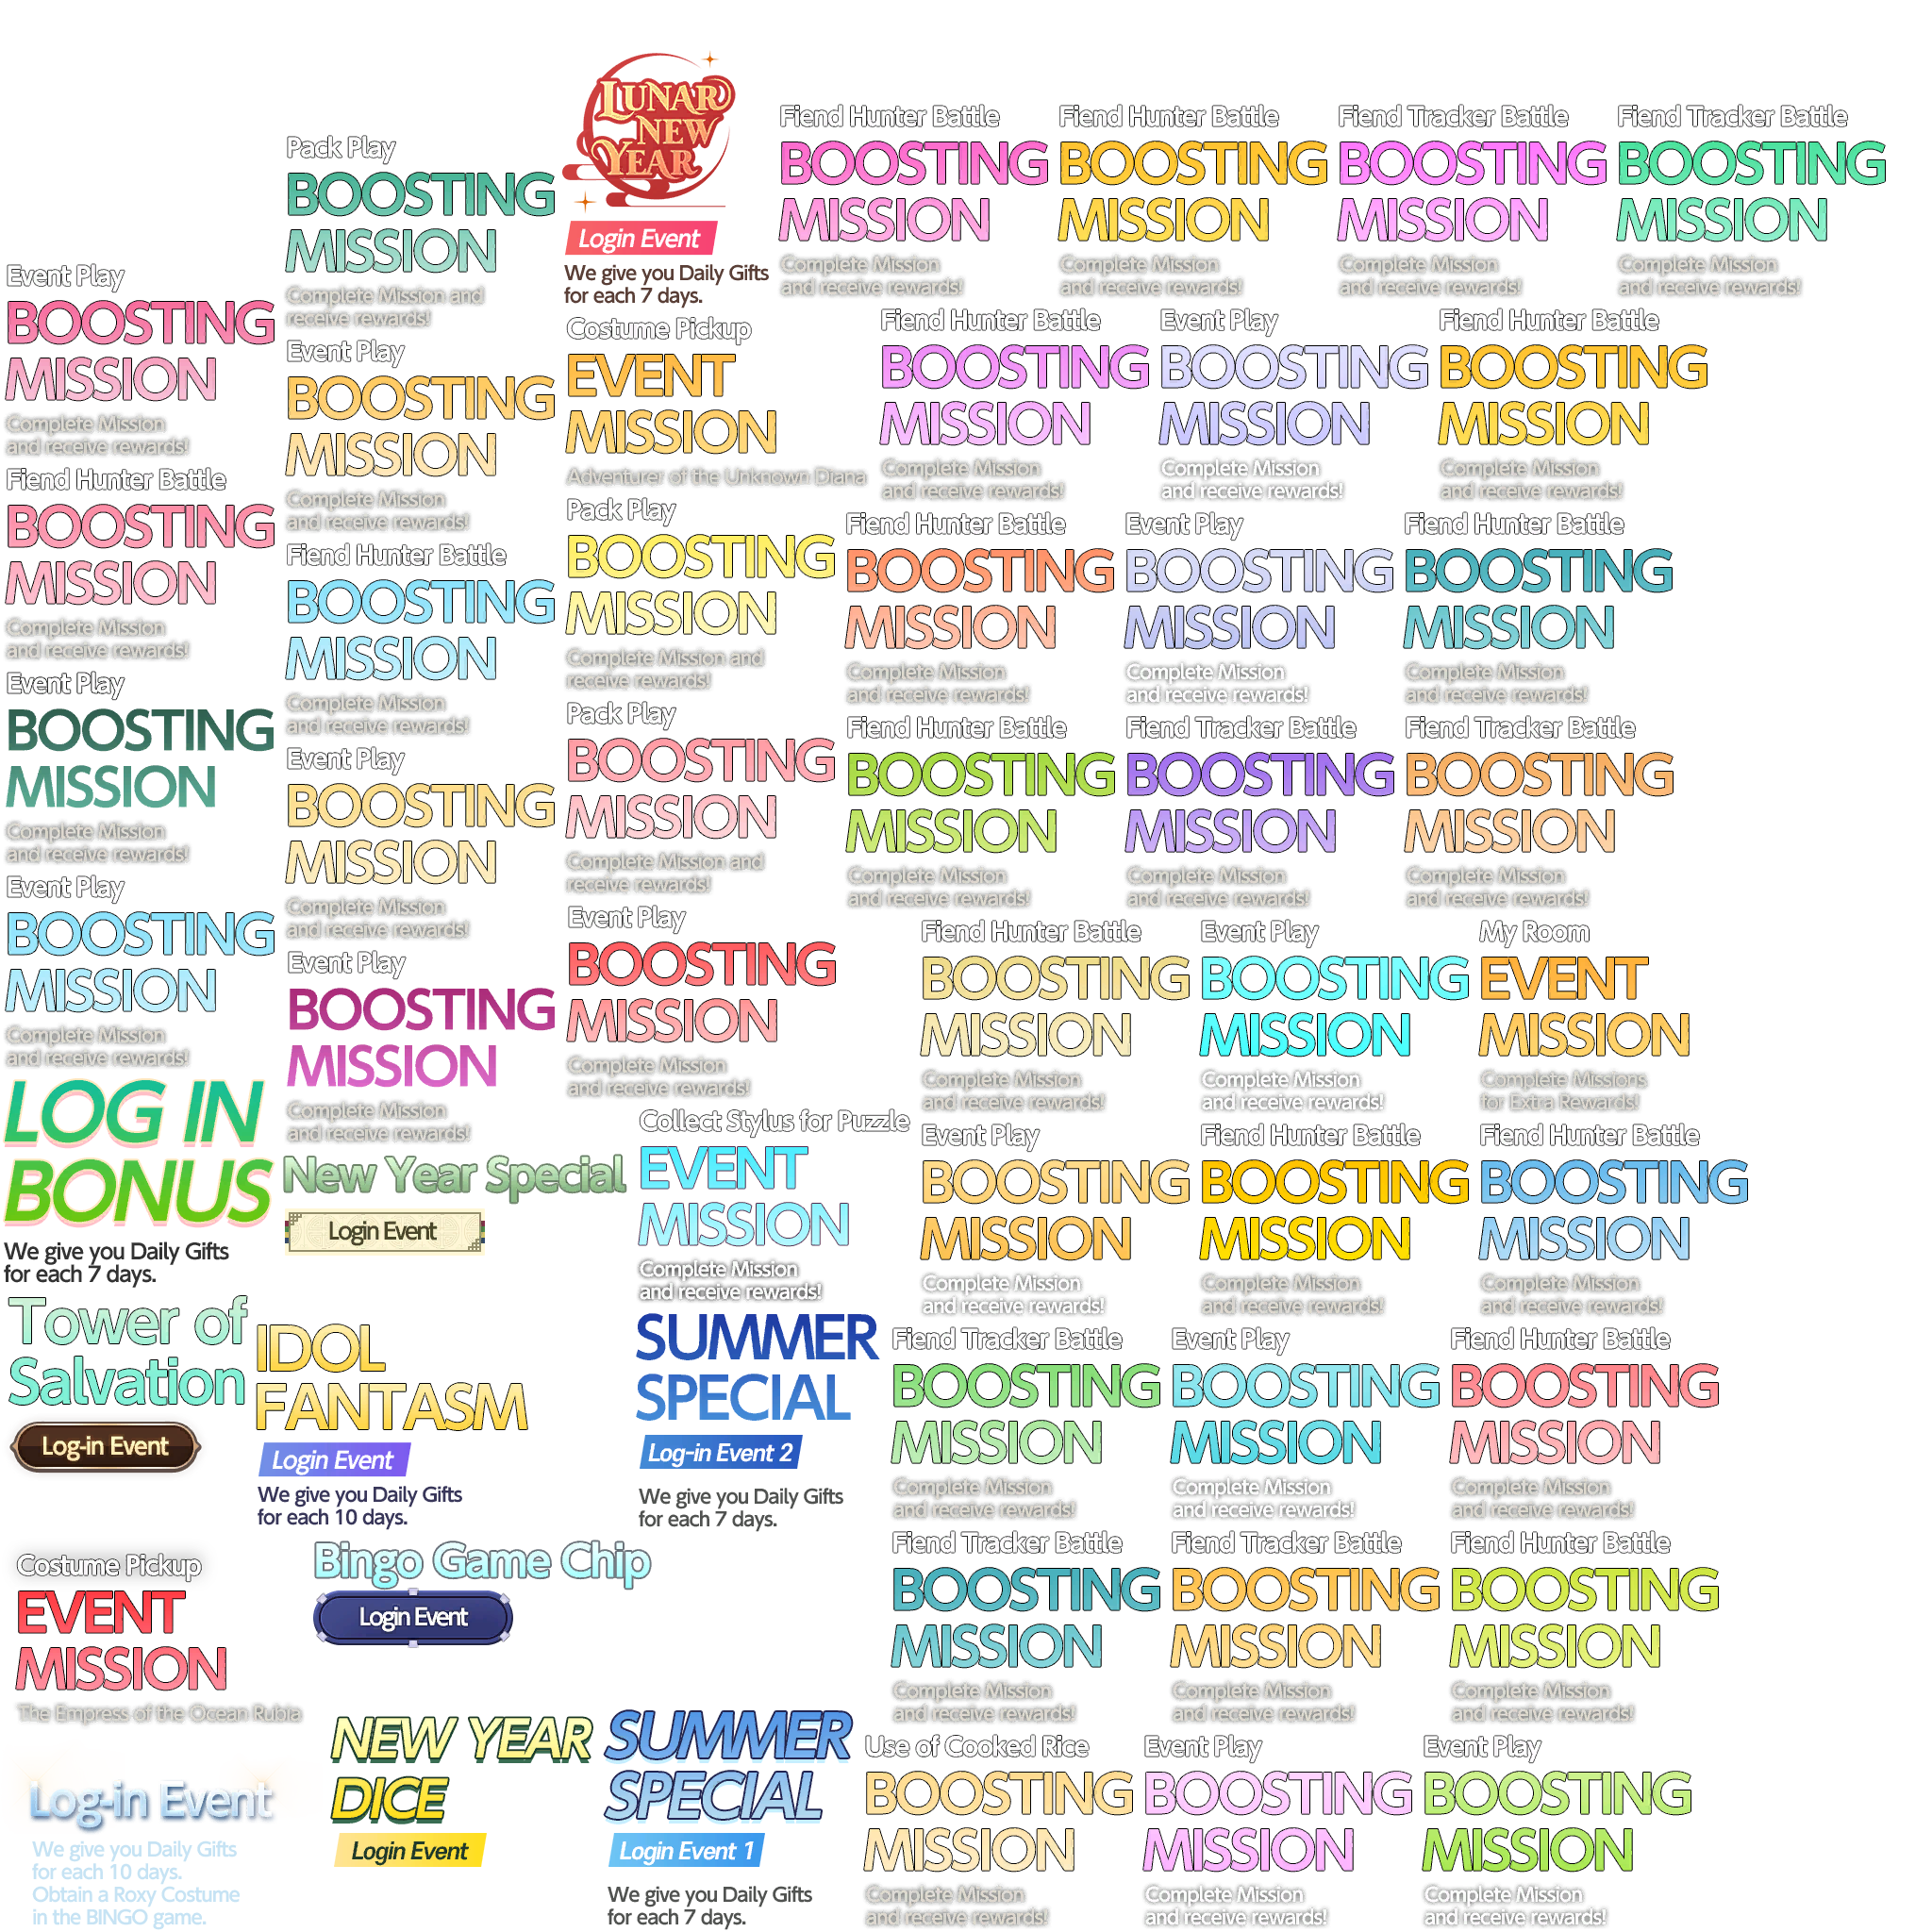 Event Play
BOOSTING
MISSION
Complete Mission
and receive rewards!
Fiend Hunter Battle
BOOSTING
MISSION
Complete Mission
and receive rewards!
Event Play
BOOSTING
MISSION
Complete Mission
and receive rewards!
Event Play
BOOSTING
MISSION
Complete Mission
and receive rewards!
LOG IN
BONUS
We give you Daily Gifts
for each 7 days.
Tower of
Salvation
Log-in Event
Costume Pickup
EVENT
MISSION
The Empress of the Ocean Rubia
Log-in Event
We give you Daily Gifts
for each 10 days.
Obtain a Roxy Costume
in the BINGO game.
Pack Play
BOOSTING
MISSION
Complete Mission and
receive rewards!
Event Play
BOOSTING
MISSION
Complete Mission
and receive rewards!
Fiend Hunter Battle
BOOSTING
MISSION
Complete Mission
and receive rewards!
Event Play
BOOSTING
MISSION
Complete Mission
and receive rewards!
Event Play
BOOSTING
MISSION
Complete Mission
and receive rewards!
New Year Special
Login Event
IDOL
FANTASM
Login Event
We give you Daily Gifts
for each 10 days.
Bingo Game Chip
Login Event
NEW YEAR
DICE
Login Event
LUNAR
NEW
YEAR
Login Event
We give you Daily Gifts
for each 7 days.
Costume Pickup
EVENT
MISSION
Adventurer of the Unknown Diana
Pack Play
BOOSTING
MISSION
Complete Mission and
receive rewards!
Pack Play
BOOSTING
MISSION
Complete Mission and
receive rewards!
Event Play
BOOSTING
MISSION
Complete Mission
and receive rewards!
Collect Stylus for Puzzle
EVENT
MISSION
Complete Mission
and receive rewards!
SUMMER
SPECIAL
Log-in Event 2
We give you Daily Gifts
for each 7 days.
SUMMER
SPECIAL
Login Event 1
We give you Daily Gifts
for each 7 days.
Fiend Hunter Battle
BOOSTING
MISSION
Complete Mission
and receive rewards!
Fiend Hunter Battle
BOOSTING
MISSION
Complete Mission
and receive rewards!
Fiend Tracker Battle
BOOSTING
MISSION
Complete Mission
and receive rewards!
Fiend Tracker Battle
BOOSTING
MISSION
Complete Mission
and receive rewards!
Fiend Hunter Battle
BOOSTING
MISSION
Complete Mission
and receive rewards!
Event Play
BOOSTING
MISSION
Complete Mission
and receive rewards!
Fiend Hunter Battle
BOOSTING
MISSION
Complete Mission
and receive rewards!
Fiend Hunter Battle
BOOSTING
MISSION
Complete Mission
and receive rewards!
Event Play
BOOSTING
MISSION
Complete Mission
and receive rewards!
Fiend Hunter Battle
BOOSTING
MISSION
Complete Mission
and receive rewards!
Fiend Hunter Battle
BOOSTING
MISSION
Complete Mission
and receive rewards!
Fiend Tracker Battle
BOOSTING
MISSION
Complete Mission
and receive rewards!
Fiend Tracker Battle
BOOSTING
MISSION
Complete Mission
and receive rewards!
Fiend Hunter Battle
BOOSTING
MISSION
Complete Mission
and receive rewards!
Event Play
BOOSTING
MISSION
Complete Mission
and receive rewards!
My Room
EVENT
MISSION
Complete Missions
for Extra Rewards!
Event Play
BOOSTING
MISSION
Complete Mission
and receive rewards!
Fiend Hunter Battle
BOOSTING
MISSION
Complete Mission
and receive rewards!
Fiend Hunter Battle
BOOSTING
MISSION
Complete Mission
and receive rewards!
Fiend Tracker Battle
BOOSTING
MISSION
Complete Mission
and receive rewards!
Event Play
BOOSTING
MISSION
Complete Mission
and receive rewards!
Fiend Hunter Battle
BOOSTING
MISSION
Complete Mission
and receive rewards!
Fiend Tracker Battle
BOOSTING
MISSION
Complete Mission
and receive rewards!
Fiend Tracker Battle
BOOSTING
MISSION
Complete Mission
and receive rewards!
Fiend Hunter Battle
BOOSTING
MISSION
Complete Mission
and receive rewards!
Use of Cooked Rice
BOOSTING
MISSION
Complete Mission
and receive rewards!
Event Play
BOOSTING
MISSION
Complete Mission
and receive rewards!
Event Play
BOOSTING
MISSION
Complete Mission
and receive rewards!